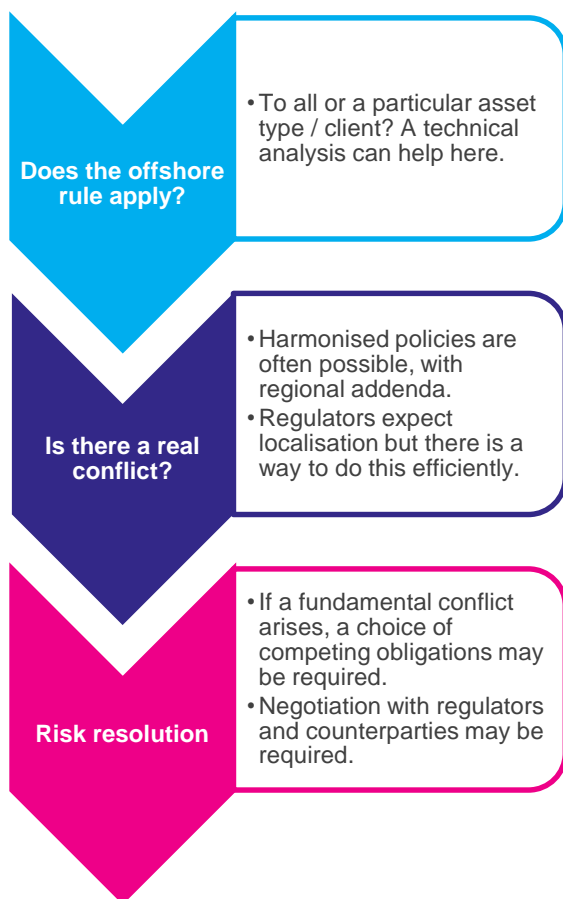 Does the offshore
rule apply?
• To all or a particular asset
type / client? A technical
analysis can help here.
Is there a real
conflict?
• Harmonised policies are
often possible, with
regional addenda.
• Regulators expect
localisation but there is a
way to do this efficiently.
Risk resolution
• If a fundamental conflict
arises, a choice of
competing obligations may
be required.
• Negotiation with regulators
and counterparties may be
required.